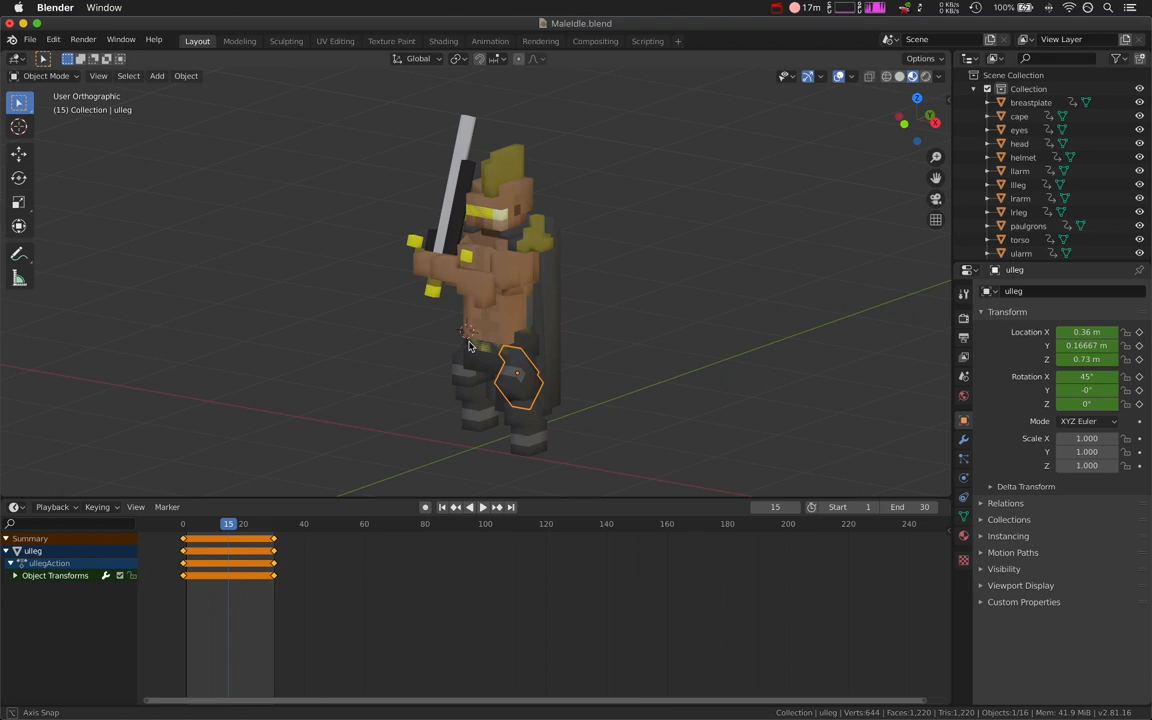 Blender Window 17m 0 KB/s 0 KB/s 100%
MaleIdle.blend
File Edit Render Window Help Layout Modeling Sculpting UV Editing Texture Paint Shading Animation Rendering Compositing Scripting + Scene View Layer
Global Options
Object Mode View Select Add Object
User Orthographic
(15) Collection | ulleg
Z
Y
X
Scene Collection
Collection
breastplate
cape
eyes
head
helmet
llarm
llleg
lrarm
lrleg
paulgrons
torso
ularm
ulleg
ulleg
Transform
Location X 0.36 m
Y 0.16667 m
Z 0.73 m
Rotation X 45°
Y -0°
Z 0°
Mode XYZ Euler
Scale X 1.000
Y 1.000
Z 1.000
Delta Transform
Relations
Collections
Instancing
Motion Paths
Visibility
Viewport Display
Custom Properties
Playback Keying View Marker 15 Start 1 End 30
0 15 20 40 60 80 100 120 140 160 180 200 220 240
Summary
ulleg
ullegAction
Object Transforms
Axis Snap Collection | ulleg | Verts:644 | Faces:1,220 | Tris:1,220 | Objects:1/16 | Mem: 41.9 MiB | v2.81.16